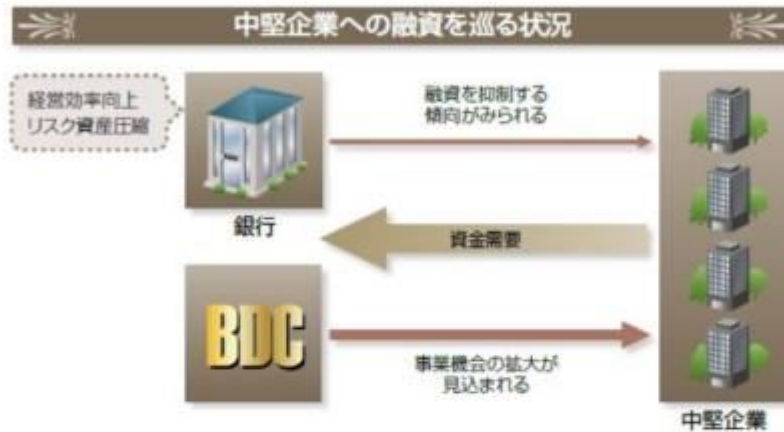 中堅企業への融資を巡る状況
経営効率向上
リスク資産圧縮
融資を抑制する
傾向がみられる
銀行
資金需要
BDC
事業機会の拡大が
見込まれる
中堅企業